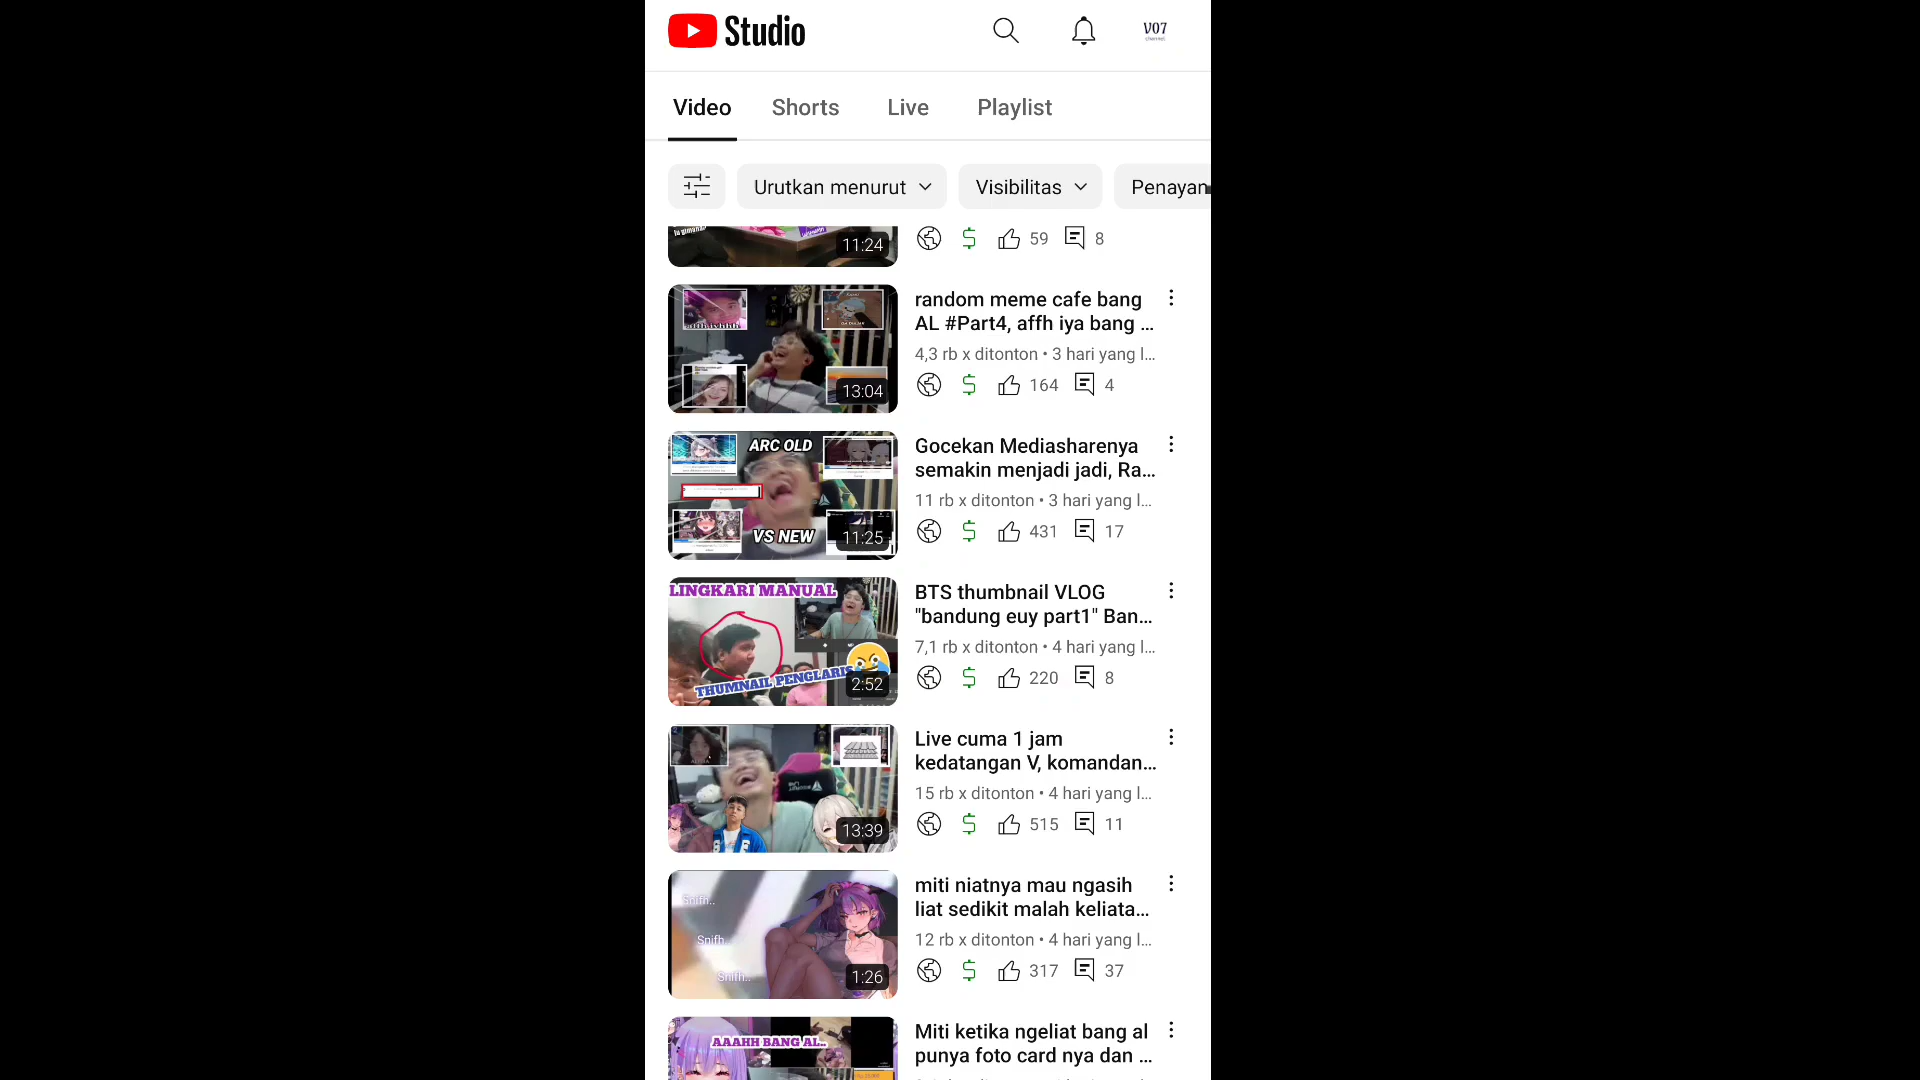 Studio
V07
channel
Video
Shorts
Live
Playlist
Urutkan menurut
Visibilitas
Penayan
11:24
59
8
13:04
random meme cafe bang
AL #Part4, affh iya bang ...
4,3 rb x ditonton • 3 hari yang l...
164
4
ARC OLD
VS NEW
11:25
Gocekan Mediasharenya
semakin menjadi jadi, Ra...
11 rb x ditonton • 3 hari yang l...
431
17
LINGKARI MANUAL
THUMNAIL PENGLARIS
2:52
BTS thumbnail VLOG
"bandung euy part1" Ban...
7,1 rb x ditonton • 4 hari yang l...
220
8
13:39
Live cuma 1 jam
kedatangan V, komandan...
15 rb x ditonton • 4 hari yang l...
515
11
Snifh..
Snifh..
Snifh..
1:26
miti niatnya mau ngasih
liat sedikit malah keliata...
12 rb x ditonton • 4 hari yang l...
317
37
AAAHH BANG AL..
Miti ketika ngeliat bang al
punya foto card nya dan ...